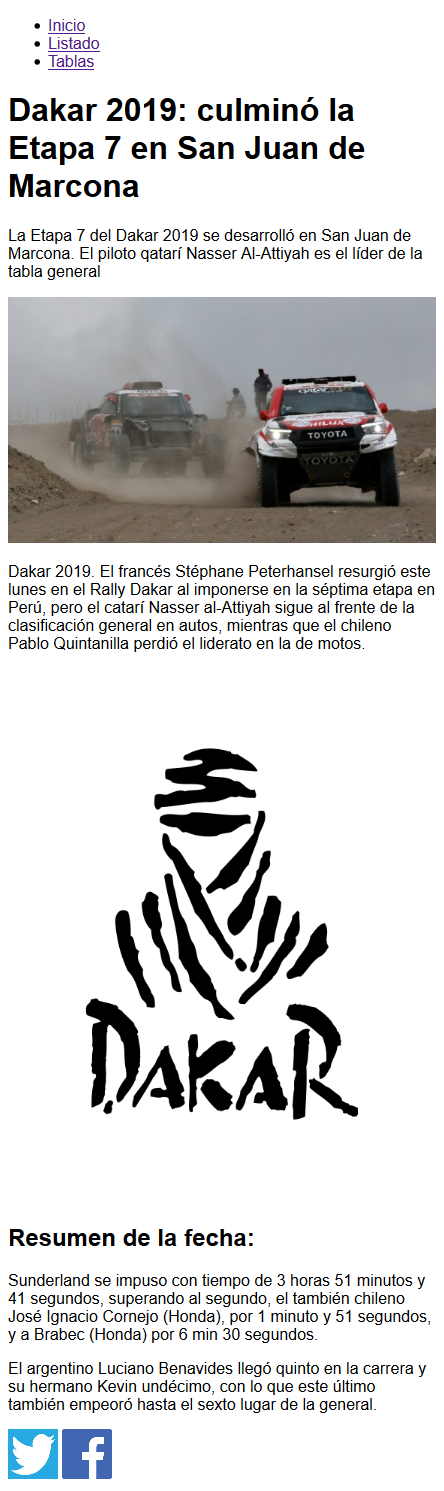 Inicio
Listado
Tablas
Dakar 2019: culminó la
Etapa 7 en San Juan de
Marcona
La Etapa 7 del Dakar 2019 se desarrolló en San Juan de
Marcona. El piloto qatarí Nasser Al-Attiyah es el líder de la
tabla general
HILUX
TOYOTA
TOYOTA
Dakar 2019. El francés Stéphane Peterhansel resurgió este
lunes en el Rally Dakar al imponerse en la séptima etapa en
Perú, pero el catarí Nasser al-Attiyah sigue al frente de la
clasificación general en autos, mientras que el chileno
Pablo Quintanilla perdió el liderato en la de motos.
DAKAR
Resumen de la fecha:
Sunderland se impuso con tiempo de 3 horas 51 minutos y
41 segundos, superando al segundo, el también chileno
José Ignacio Cornejo (Honda), por 1 minuto y 51 segundos,
y a Brabec (Honda) por 6 min 30 segundos.
El argentino Luciano Benavides llegó quinto en la carrera y
su hermano Kevin undécimo, con lo que este último
también empeoró hasta el sexto lugar de la general.